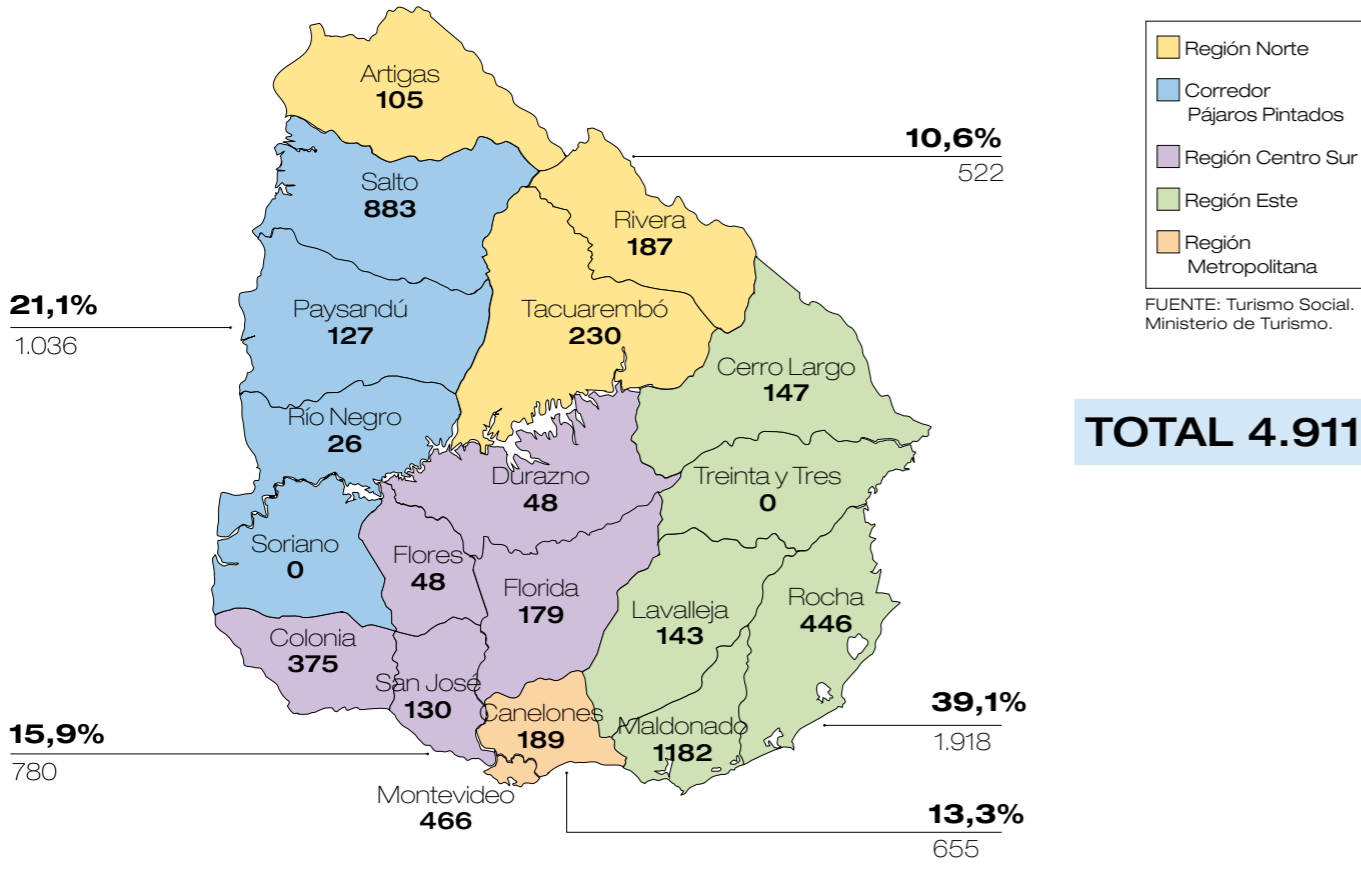 Artigas
105
Salto
883
Rivera
187
Paysandú
127
Tacuarembó
230
Río Negro
26
Cerro Largo
147
Durazno
48
Treinta y Tres
0
Soriano
0
Flores
48
Florida
179
Lavalleja
143
Rocha
446
Colonia
375
San José
130
Canelones
189
Maldonado
1182
Montevideo
466
10,6%
522
21,1%
1.036
15,9%
780
39,1%
1.918
13,3%
655
Región Norte
Corredor
Pájaros Pintados
Región Centro Sur
Región Este
Región
Metropolitana
FUENTE: Turismo Social.
Ministerio de Turismo.
TOTAL 4.911